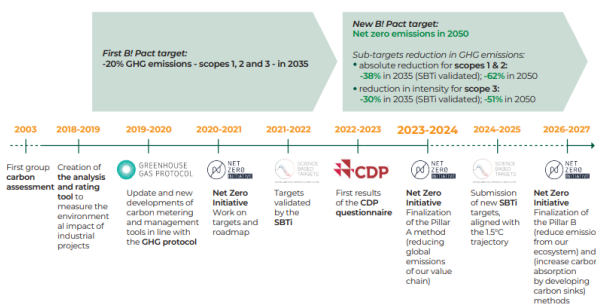 First B! Pact target:
-20% GHG emissions - scopes 1, 2 and 3 - in 2035
New B! Pact target:
Net zero emissions in 2050
Sub-targets reduction in GHG emissions:
• absolute reduction for scopes 1 & 2:
-38% in 2035 (SBTi validated); -62% in 2050
• reduction in intensity for scope 3:
-30% in 2035 (SBTi validated); -51% in 2050
2003
2018-2019
2019-2020
2020-2021
2021-2022
2022-2023
2023-2024
2024-2025
2026-2027
First group
carbon
assessment
Creation of
the analysis
and rating
tool to
measure the
environment
al impact of
industrial
projects
GREENHOUSE
GAS PROTOCOL
Update and new
developments of
carbon metering
and management
tools in line with
the GHG protocol
NET
ZERO
INITIATIVE
Net Zero
Initiative
Work on
targets and
roadmap
SCIENCE
BASED
TARGETS
Targets
validated
by the
SBTi
CDP
First results
of the CDP
questionnaire
NET
ZERO
INITIATIVE
Net Zero
Initiative
Finalization of
the Pillar
A method
(reducing
global
emissions
of our value
chain)
SCIENCE
BASED
TARGETS
Submission
of new SBTi
targets,
aligned with
the 1.5°C
trajectory
NET
ZERO
INITIATIVE
Net Zero
Initiative
Finalization of
the Pillar B
(reduce emission
from our
ecosystem) and
(increase carbon
absorption
by developing
carbon sinks)
methods